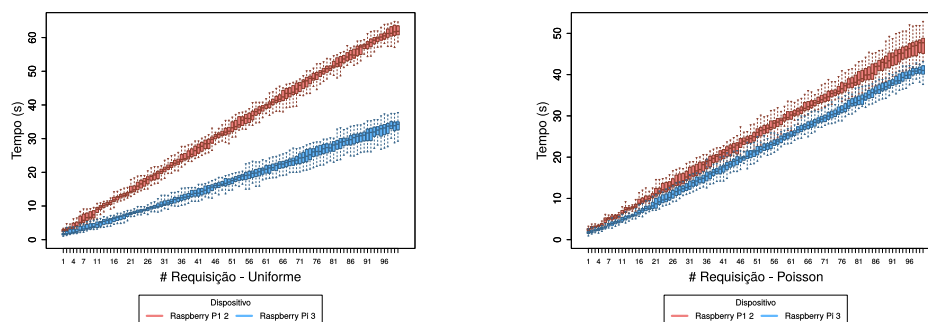 60
50
40
30
20
10
0
Tempo (s)
1 4 7 11 16 21 26 31 36 41 46 51 56 61 66 71 76 81 86 91 96
# Requisição - Uniforme
Dispositivo
Raspberry P1 2 Raspberry PI 3
50
40
30
20
10
0
Tempo (s)
1 4 7 11 16 21 26 31 36 41 46 51 56 61 66 71 76 81 86 91 96
# Requisição - Poisson
Dispositivo
Raspberry P1 2 Raspberry PI 3